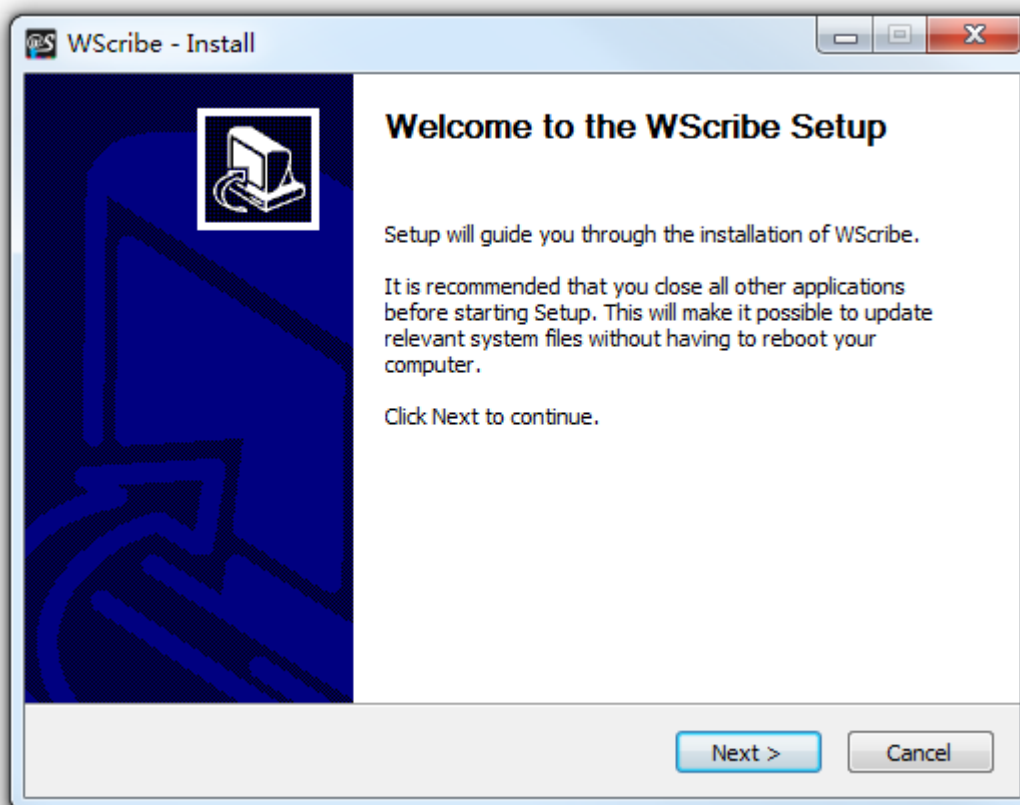 WScribe - Install
Welcome to the WScribe Setup
Setup will guide you through the installation of WScribe.
It is recommended that you close all other applications
before starting Setup. This will make it possible to update
relevant system files without having to reboot your
computer.
Click Next to continue.
Next >
Cancel